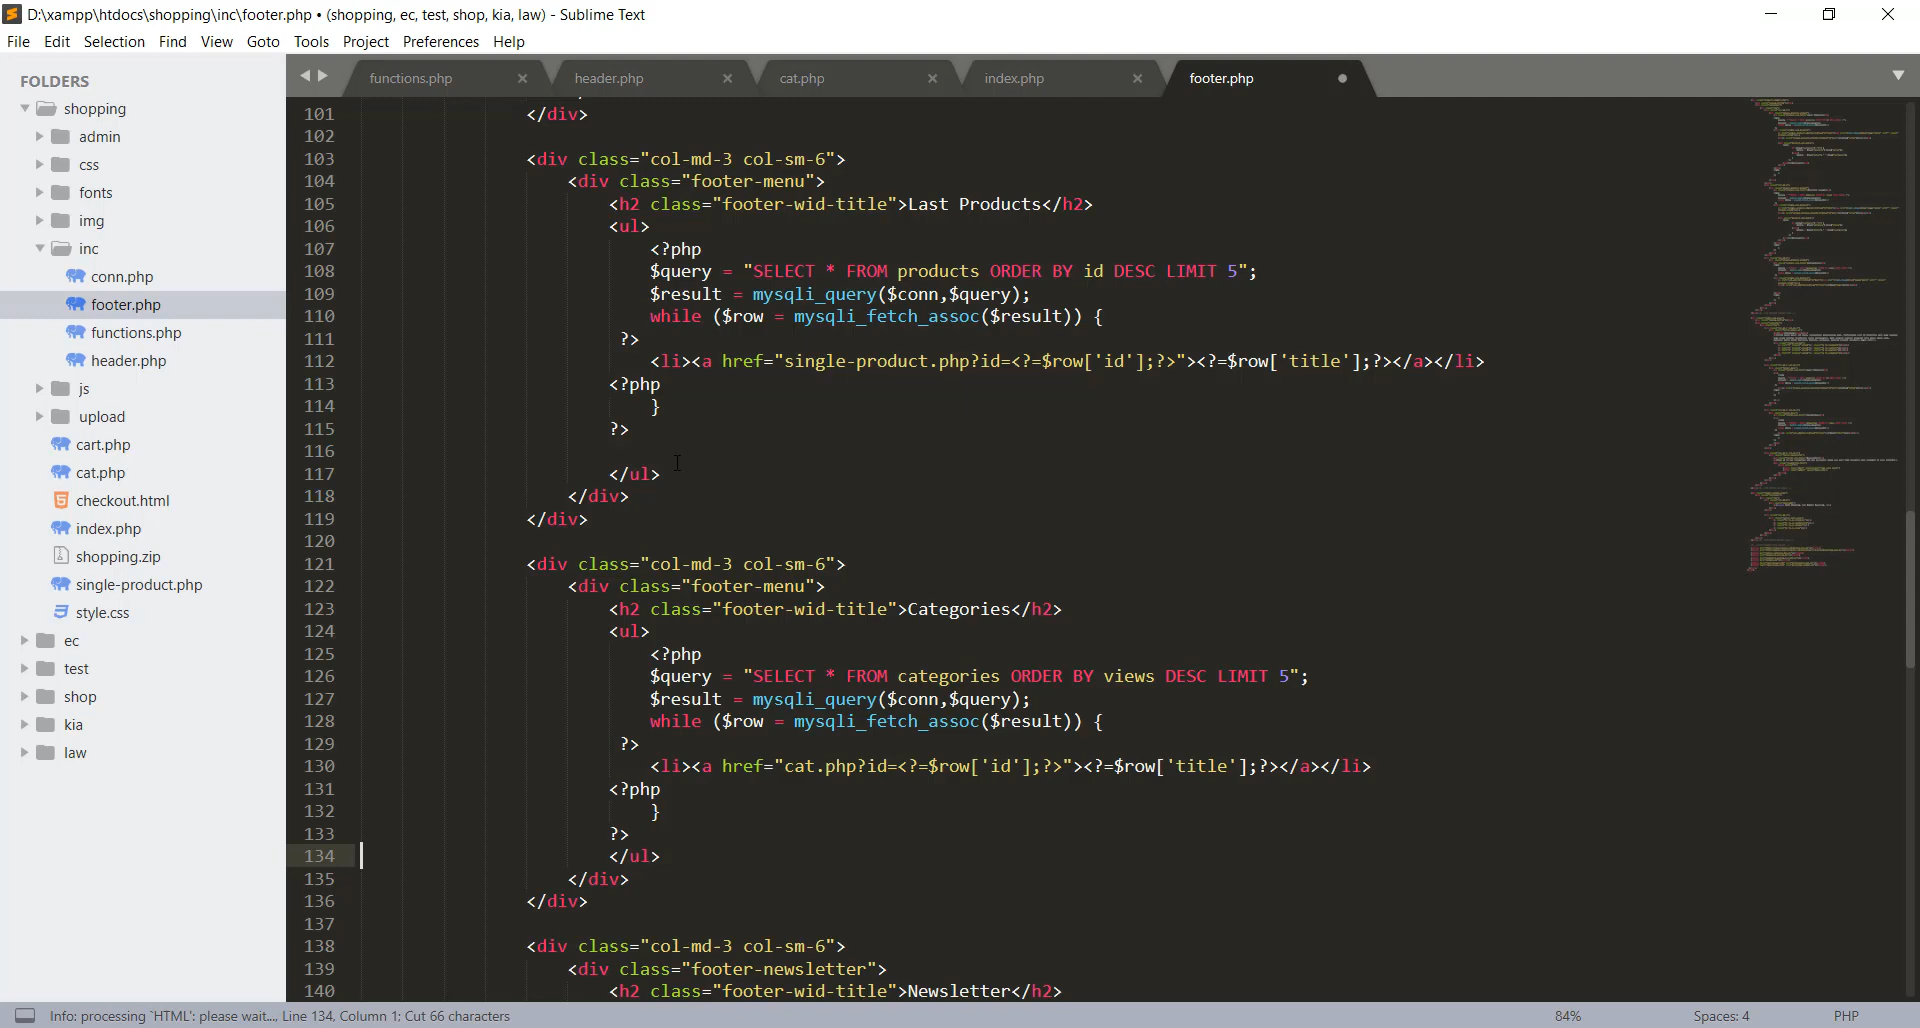 D:\xampp\htdocs\shopping\inc\footer.php • (shopping, ec, test, shop, kia, law) - Sublime Text
File Edit Selection Find View Goto Tools Project Preferences Help
FOLDERS
shopping
admin
css
fonts
img
inc
conn.php
footer.php
functions.php
header.php
js
upload
cart.php
cat.php
checkout.html
index.php
shopping.zip
single-product.php
style.css
ec
test
shop
kia
law
functions.php header.php cat.php index.php footer.php
101 </div>
102
103 <div class="col-md-3 col-sm-6">
104 <div class="footer-menu">
105 <h2 class="footer-wid-title">Last Products</h2>
106 <ul>
107 <?php
108 $query = "SELECT * FROM products ORDER BY id DESC LIMIT 5";
109 $result = mysqli_query($conn,$query);
110 while ($row = mysqli_fetch_assoc($result)) {
111 ?>
112 <li><a href="single-product.php?id=<?=$row['id'];?>"><?=$row['title'];?></a></li>
113 <?php
114 }
115 ?>
116
117 </ul>
118 </div>
119 </div>
120
121 <div class="col-md-3 col-sm-6">
122 <div class="footer-menu">
123 <h2 class="footer-wid-title">Categories</h2>
124 <ul>
125 <?php
126 $query = "SELECT * FROM categories ORDER BY views DESC LIMIT 5";
127 $result = mysqli_query($conn,$query);
128 while ($row = mysqli_fetch_assoc($result)) {
129 ?>
130 <li><a href="cat.php?id=<?=$row['id'];?>"><?=$row['title'];?></a></li>
131 <?php
132 }
133 ?>
134 </ul>
135 </div>
136 </div>
137
138 <div class="col-md-3 col-sm-6">
139 <div class="footer-newsletter">
140 <h2 class="footer-wid-title">Newsletter</h2>
Info: processing `HTML': please wait..., Line 134, Column 1; Cut 66 characters 84% Spaces: 4 PHP